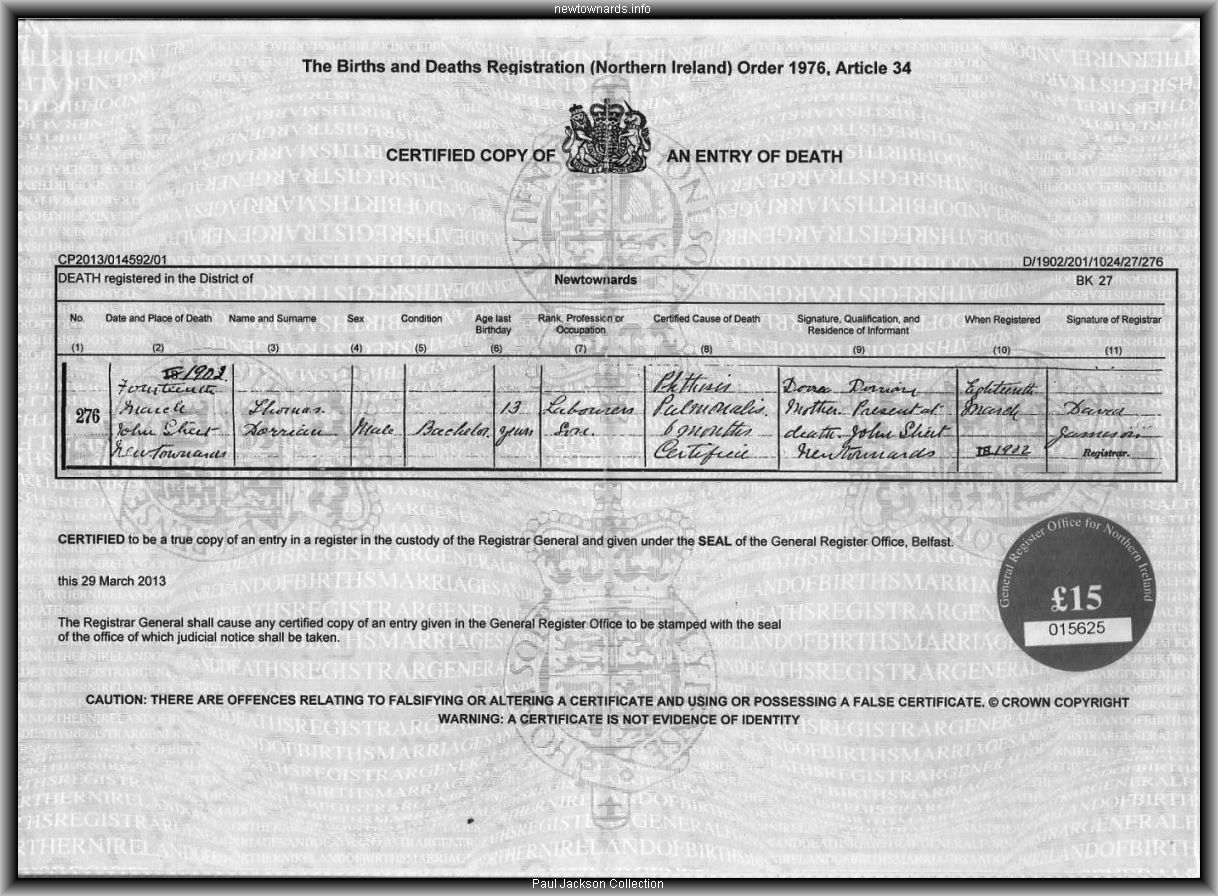 newtownards.info
The Births and Deaths Registration (Northern Ireland) Order 1976, Article 34
CERTIFIED COPY OF AN ENTRY OF DEATH
CP2013/014592/01 D/1902/201/1024/27/276
DEATH registered in the District of Newtownards BK 27
No. Date and Place of Death Name and Surname Sex Condition Age last Birthday Rank, Profession or Occupation Certified Cause of Death Signature, Qualification, and Residence of Informant When Registered Signature of Registrar
(1) (2) (3) (4) (5) (6) (7) (8) (9) (10) (11)
18 1902
Fourteenth Phthisis Dorrian Eighteenth
276 March Thomas 13 Labourers Pulmonalis Mother Present at March David
John Street Dorrian Male Bachelor years Son. 6 months death John Street Jameson
Newtownards Certified Newtownards 18 1902 Registrar.
CERTIFIED to be a true copy of an entry in a register in the custody of the Registrar General and given under the SEAL of the General Register Office, Belfast.
General Register Office for Northern Ireland
£15
015625
this 29 March 2013
The Registrar General shall cause any certified copy of an entry given in the General Register Office to be stamped with the seal
of the office of which judicial notice shall be taken.
CAUTION: THERE ARE OFFENCES RELATING TO FALSIFYING OR ALTERING A CERTIFICATE AND USING OR POSSESSING A FALSE CERTIFICATE. © CROWN COPYRIGHT
WARNING: A CERTIFICATE IS NOT EVIDENCE OF IDENTITY
Paul Jackson Collection